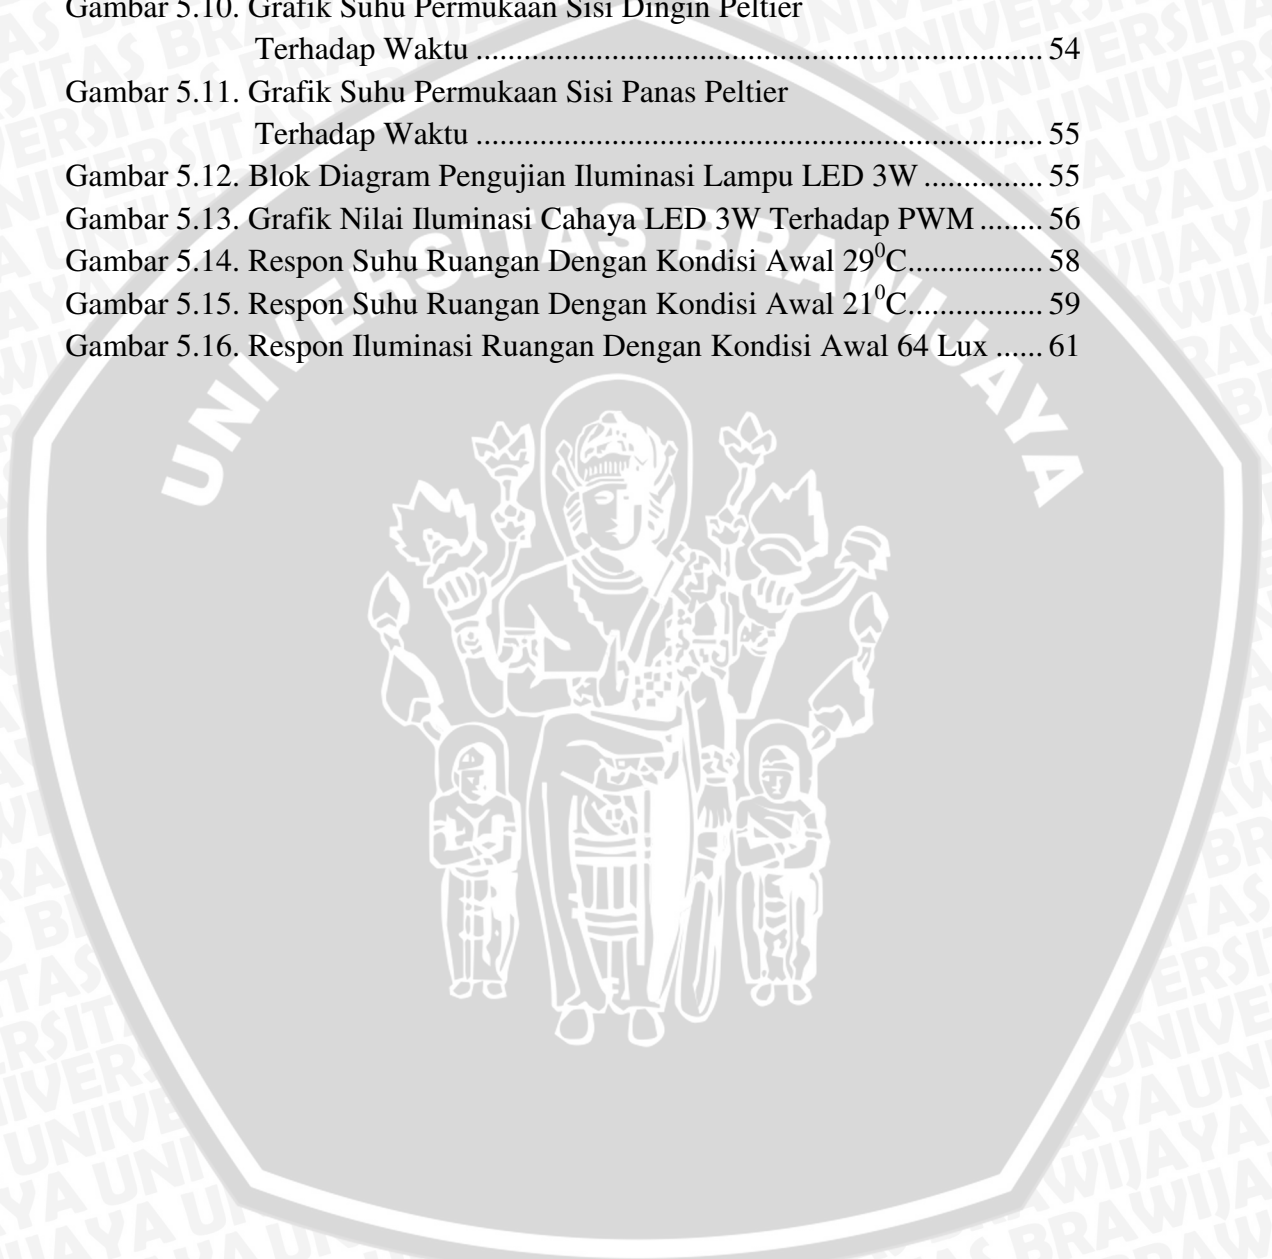 Gambar 5.10. Grafik Suhu Permukaan Sisi Dingin Peltier
Terhadap Waktu ...................................................................... 54
Gambar 5.11. Grafik Suhu Permukaan Sisi Panas Peltier
Terhadap Waktu ...................................................................... 55
Gambar 5.12. Blok Diagram Pengujian Iluminasi Lampu LED 3W ............... 55
Gambar 5.13. Grafik Nilai Iluminasi Cahaya LED 3W Terhadap PWM ........ 56
Gambar 5.14. Respon Suhu Ruangan Dengan Kondisi Awal 29⁰C................. 58
Gambar 5.15. Respon Suhu Ruangan Dengan Kondisi Awal 21⁰C................. 59
Gambar 5.16. Respon Iluminasi Ruangan Dengan Kondisi Awal 64 Lux ...... 61
UNIVERSITAS BRAWIJAYA